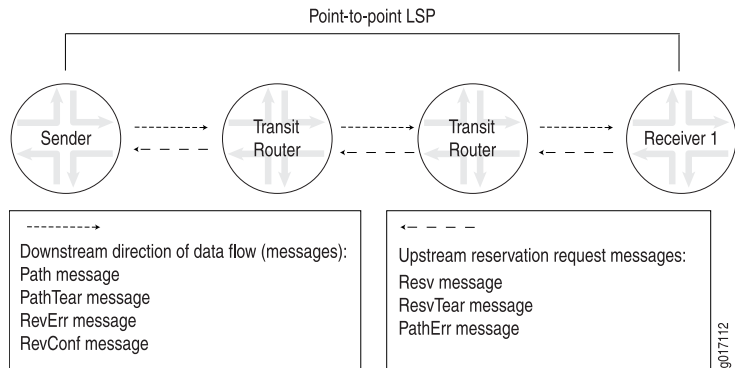 Point-to-point LSP
Sender
Transit
Router
Transit
Router
Receiver 1
Downstream direction of data flow (messages):
Path message
PathTear message
RevErr message
RevConf message
Upstream reservation request messages:
Resv message
ResvTear message
PathErr message
g017112